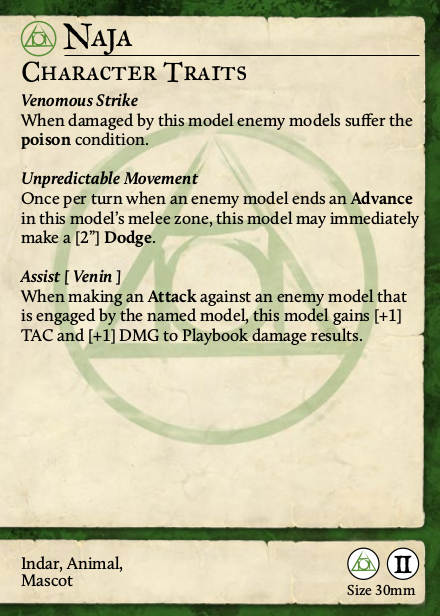 Naja
Character Traits
Venomous Strike
When damaged by this model enemy models suffer the
poison condition.
Unpredictable Movement
Once per turn when an enemy model ends an Advance
in this model’s melee zone, this model may immediately
make a [2”] Dodge.
Assist [ Venin ]
When making an Attack against an enemy model that
is engaged by the named model, this model gains [+1]
TAC and [+1] DMG to Playbook damage results.
Indar, Animal,
Mascot
II
Size 30mm